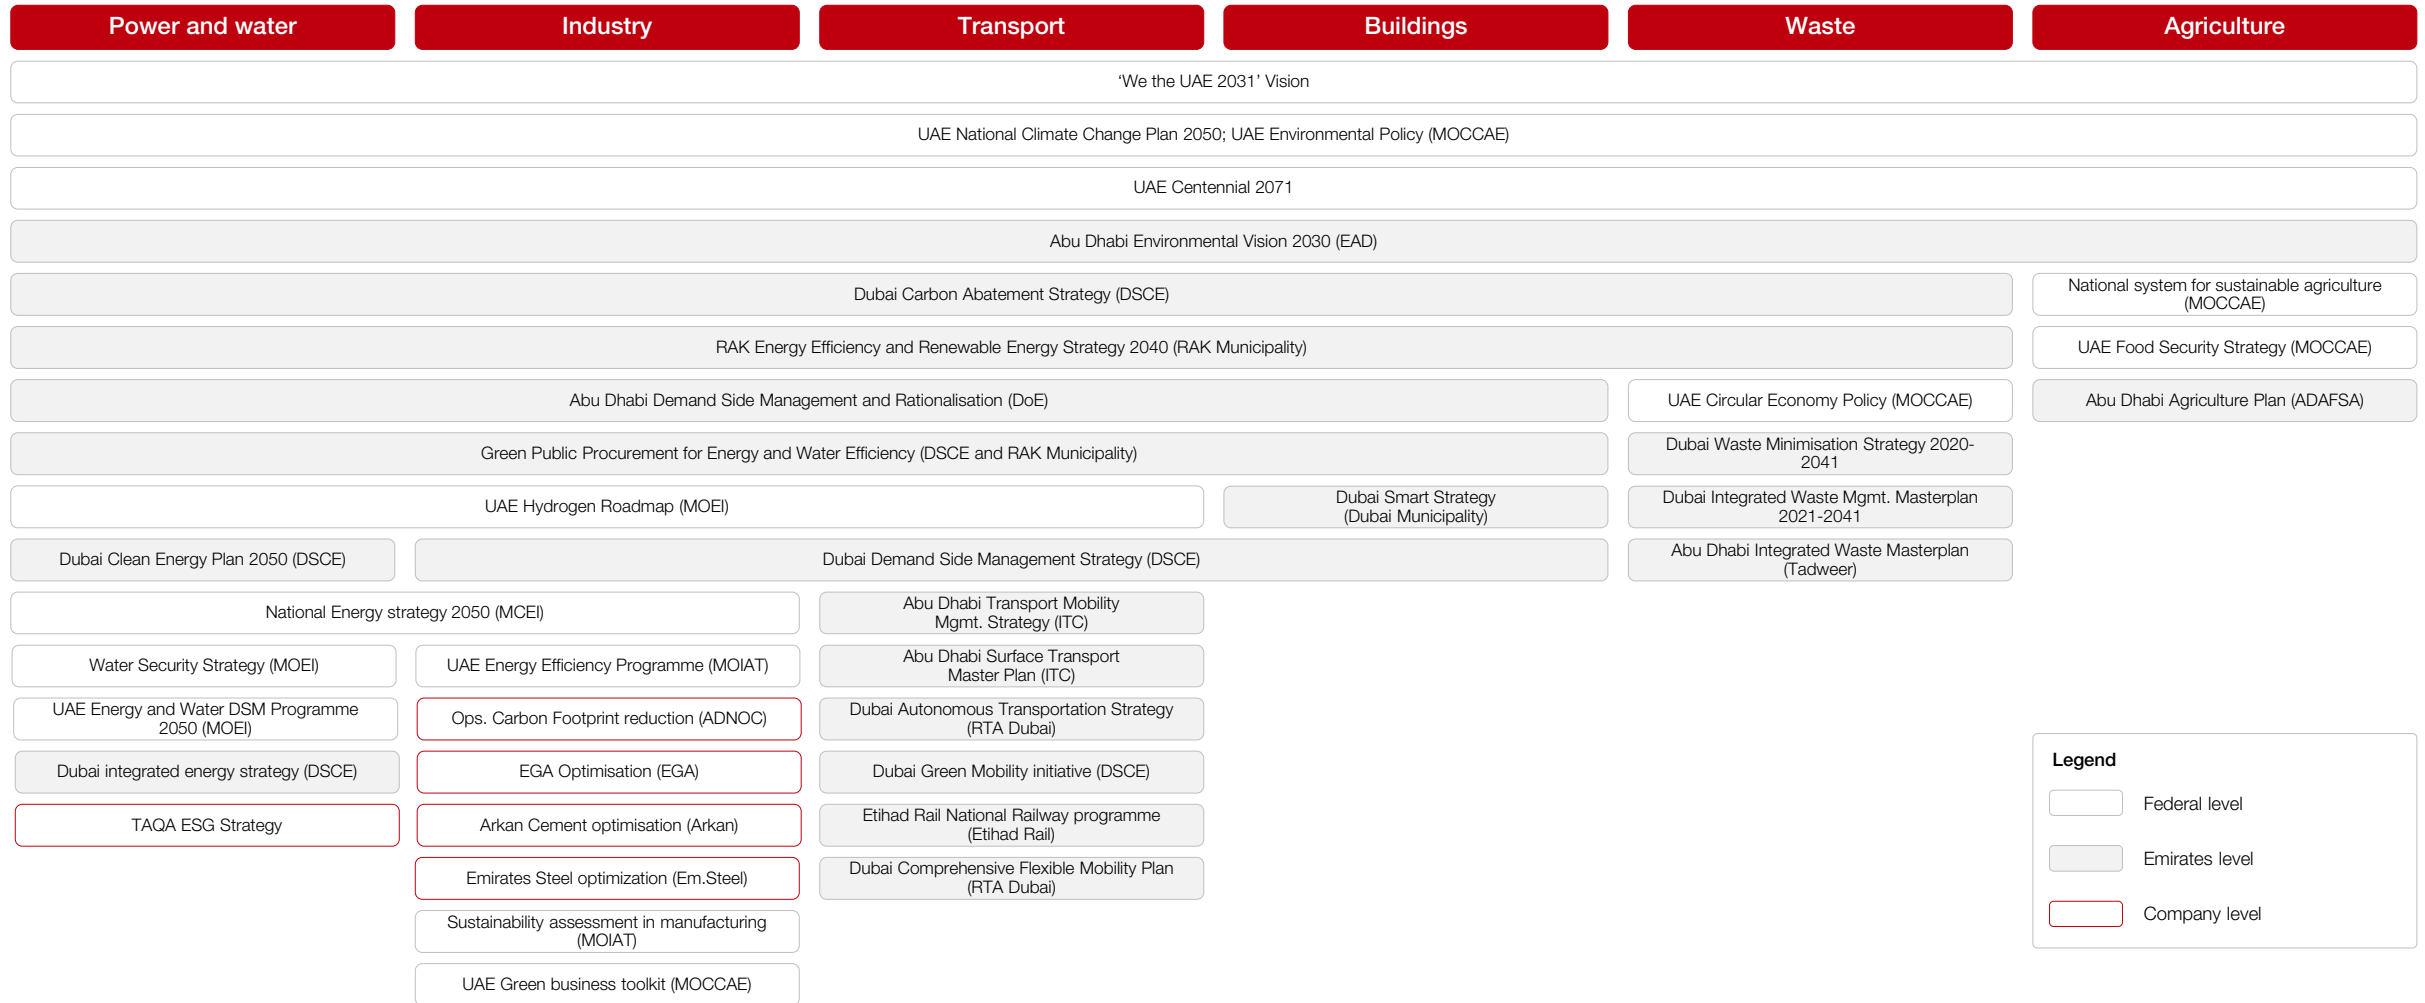 Power and water
Industry
Transport
Buildings
Waste
Agriculture
‘We the UAE 2031’ Vision
UAE National Climate Change Plan 2050; UAE Environmental Policy (MOCCAE)
UAE Centennial 2071
Abu Dhabi Environmental Vision 2030 (EAD)
Dubai Carbon Abatement Strategy (DSCE)
National system for sustainable agriculture
(MOCCAE)
RAK Energy Efficiency and Renewable Energy Strategy 2040 (RAK Municipality)
UAE Food Security Strategy (MOCCAE)
Abu Dhabi Demand Side Management and Rationalisation (DoE)
UAE Circular Economy Policy (MOCCAE)
Abu Dhabi Agriculture Plan (ADAFSA)
Green Public Procurement for Energy and Water Efficiency (DSCE and RAK Municipality)
Dubai Waste Minimisation Strategy 2020-
2041
UAE Hydrogen Roadmap (MOEI)
Dubai Smart Strategy
(Dubai Municipality)
Dubai Integrated Waste Mgmt. Masterplan
2021-2041
Dubai Clean Energy Plan 2050 (DSCE)
Dubai Demand Side Management Strategy (DSCE)
Abu Dhabi Integrated Waste Masterplan
(Tadweer)
National Energy strategy 2050 (MCEI)
Abu Dhabi Transport Mobility
Mgmt. Strategy (ITC)
Water Security Strategy (MOEI)
UAE Energy Efficiency Programme (MOIAT)
Abu Dhabi Surface Transport
Master Plan (ITC)
UAE Energy and Water DSM Programme
2050 (MOEI)
Ops. Carbon Footprint reduction (ADNOC)
Dubai Autonomous Transportation Strategy
(RTA Dubai)
Dubai integrated energy strategy (DSCE)
EGA Optimisation (EGA)
Dubai Green Mobility initiative (DSCE)
TAQA ESG Strategy
Arkan Cement optimisation (Arkan)
Etihad Rail National Railway programme
(Etihad Rail)
Emirates Steel optimization (Em.Steel)
Dubai Comprehensive Flexible Mobility Plan
(RTA Dubai)
Sustainability assessment in manufacturing
(MOIAT)
UAE Green business toolkit (MOCCAE)
Legend
Federal level
Emirates level
Company level